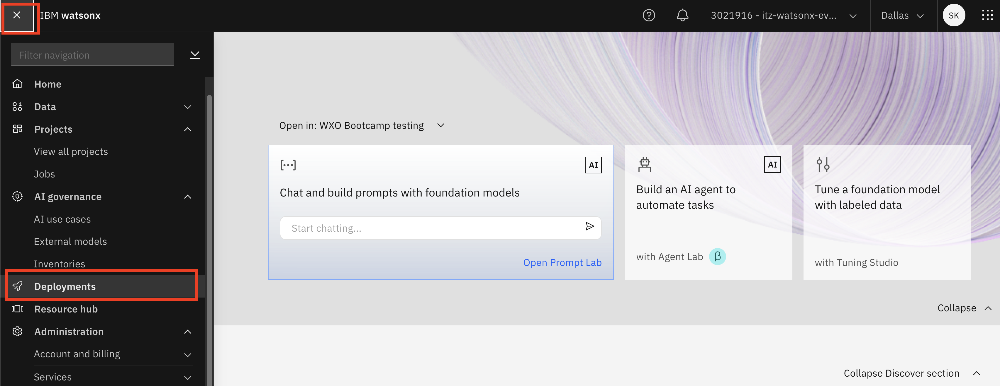 IBM watsonx
3021916 - itz-watsonx-ev...
Dallas
SK
Filter navigation
Home
Data
Projects
View all projects
Jobs
AI governance
AI use cases
External models
Inventories
Deployments
Resource hub
Administration
Account and billing
Services
Open in: WXO Bootcamp testing
AI
Chat and build prompts with foundation models
Start chatting...
Open Prompt Lab
AI
Build an AI agent to
automate tasks
with Agent Lab β
Tune a foundation model
with labeled data
with Tuning Studio
Collapse
Collapse Discover section